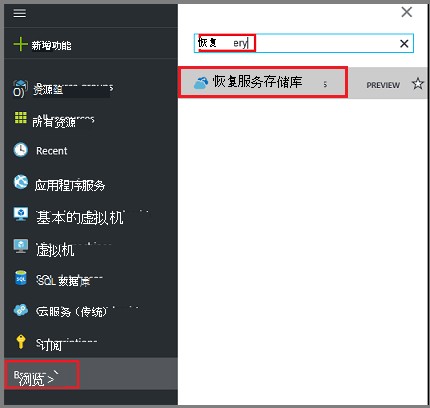 新增功能
资源组
所有资源
Recent
应用程序服务
基本的虚拟机
虚拟机
SQL 数据库
云服务（传统）
订阅
浏览 >
恢复 ery
恢复服务存储库
PREVIEW